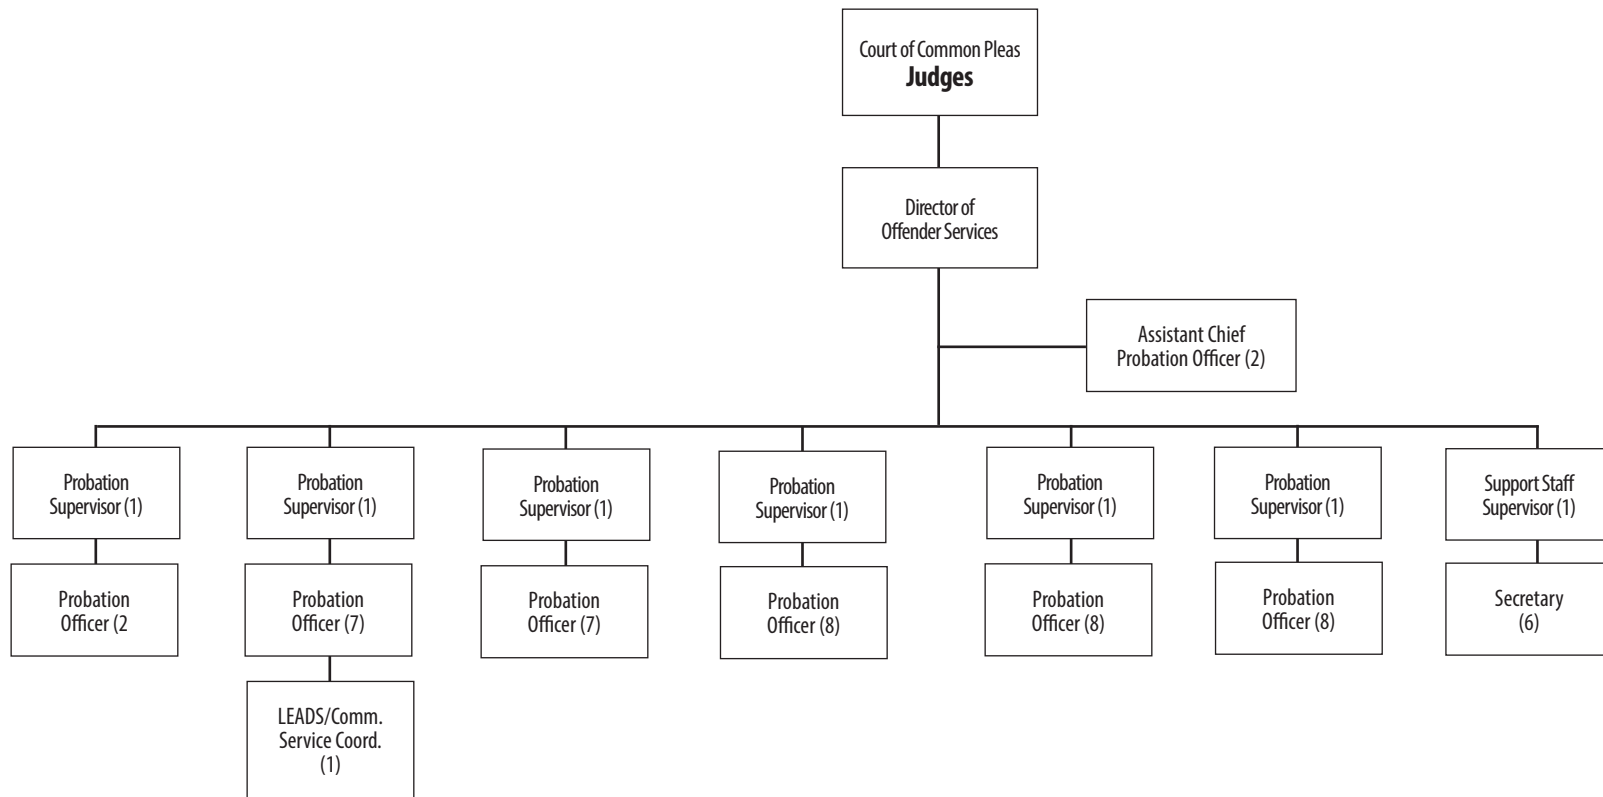 Court of Common Pleas
Judges
Director of
Offender Services
Assistant Chief
Probation Officer (2)
Probation
Supervisor (1)
Probation
Supervisor (1)
Probation
Supervisor (1)
Probation
Supervisor (1)
Probation
Supervisor (1)
Probation
Supervisor (1)
Support Staff
Supervisor (1)
Probation
Officer (2
Probation
Officer (7)
Probation
Officer (7)
Probation
Officer (8)
Probation
Officer (8)
Probation
Officer (8)
Secretary
(6)
LEADS/Comm.
Service Coord.
(1)